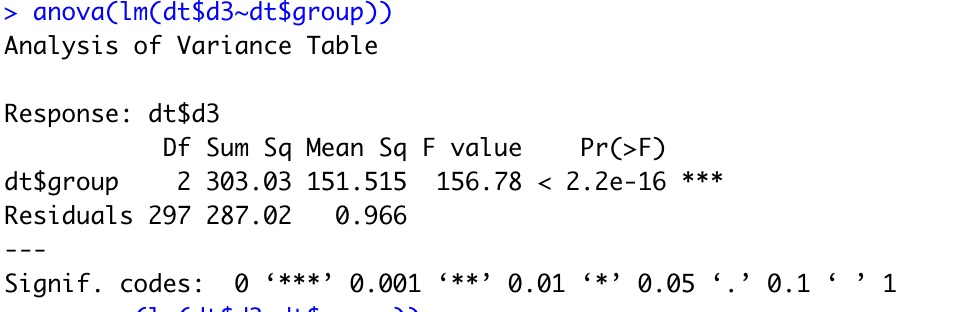 > anova(lm(dt$d3~dt$group))
Analysis of Variance Table

Response: dt$d3
           Df Sum Sq Mean Sq F value    Pr(>F)
dt$group    2 303.03 151.515  156.78 < 2.2e-16 ***
Residuals 297 287.02   0.966
---
Signif. codes:  0 ‘***’ 0.001 ‘**’ 0.01 ‘*’ 0.05 ‘.’ 0.1 ‘ ’ 1